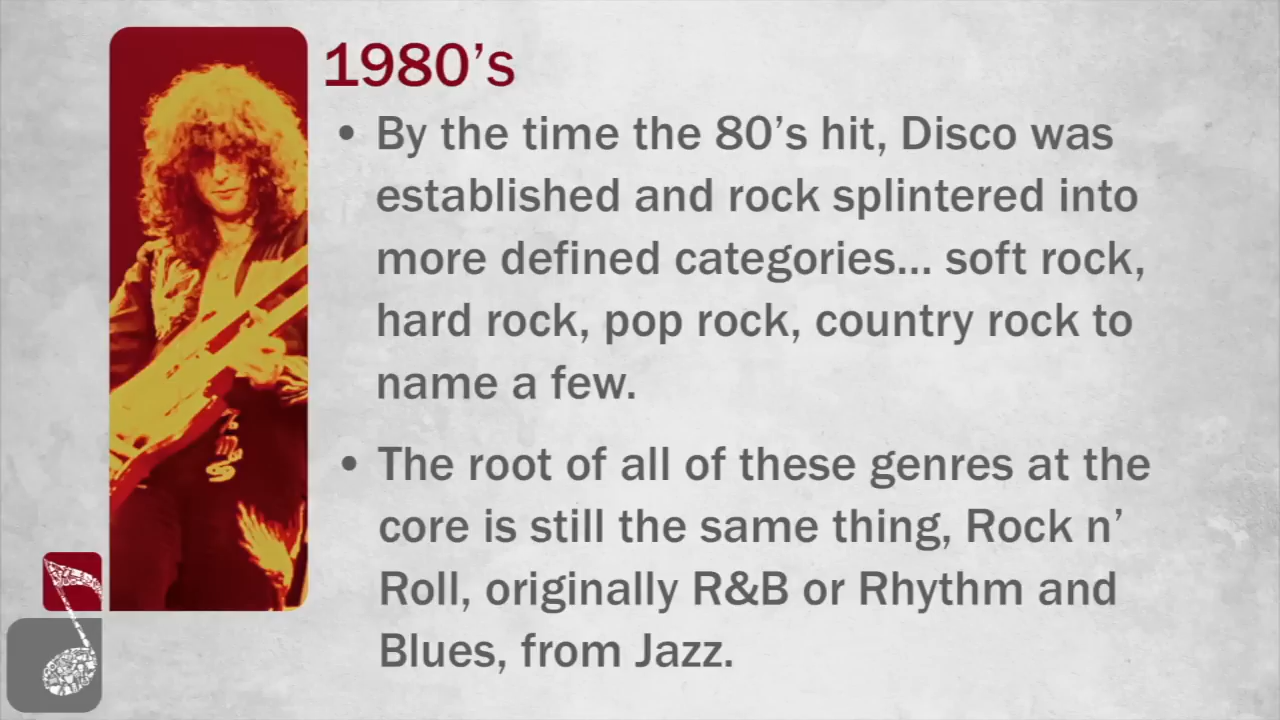 1980’s
• By the time the 80’s hit, Disco was
established and rock splintered into
more defined categories... soft rock,
hard rock, pop rock, country rock to
name a few.
• The root of all of these genres at the
core is still the same thing, Rock n’
Roll, originally R&B or Rhythm and
Blues, from Jazz.